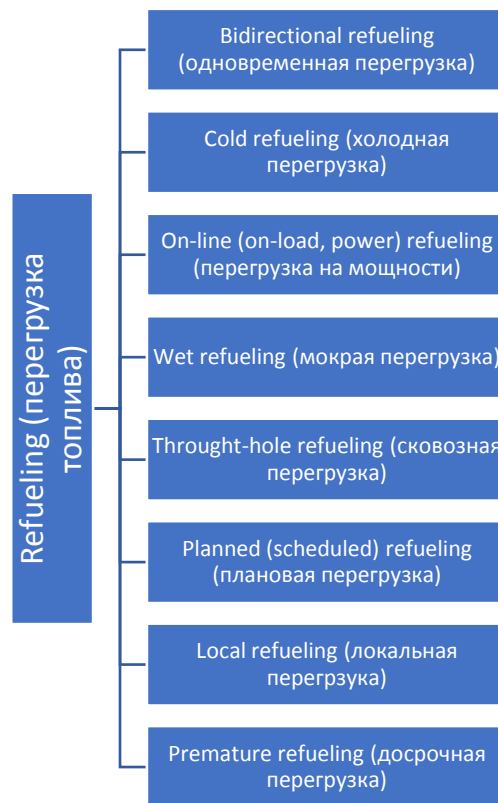 Refueling (перегрузка
топлива)
Bidirectional refueling
(одновременная перегрузка)
Cold refueling (холодная
перегрузка)
On-line (on-load, power) refueling
(перегрузка на мощности)
Wet refueling (мокрая перегрузка)
Throught-hole refueling (сквозная
перегрузка)
Planned (scheduled) refueling
(плановая перегрузка)
Local refueling (локальная
перегрзука)
Premature refueling (досрочная
перегрузка)